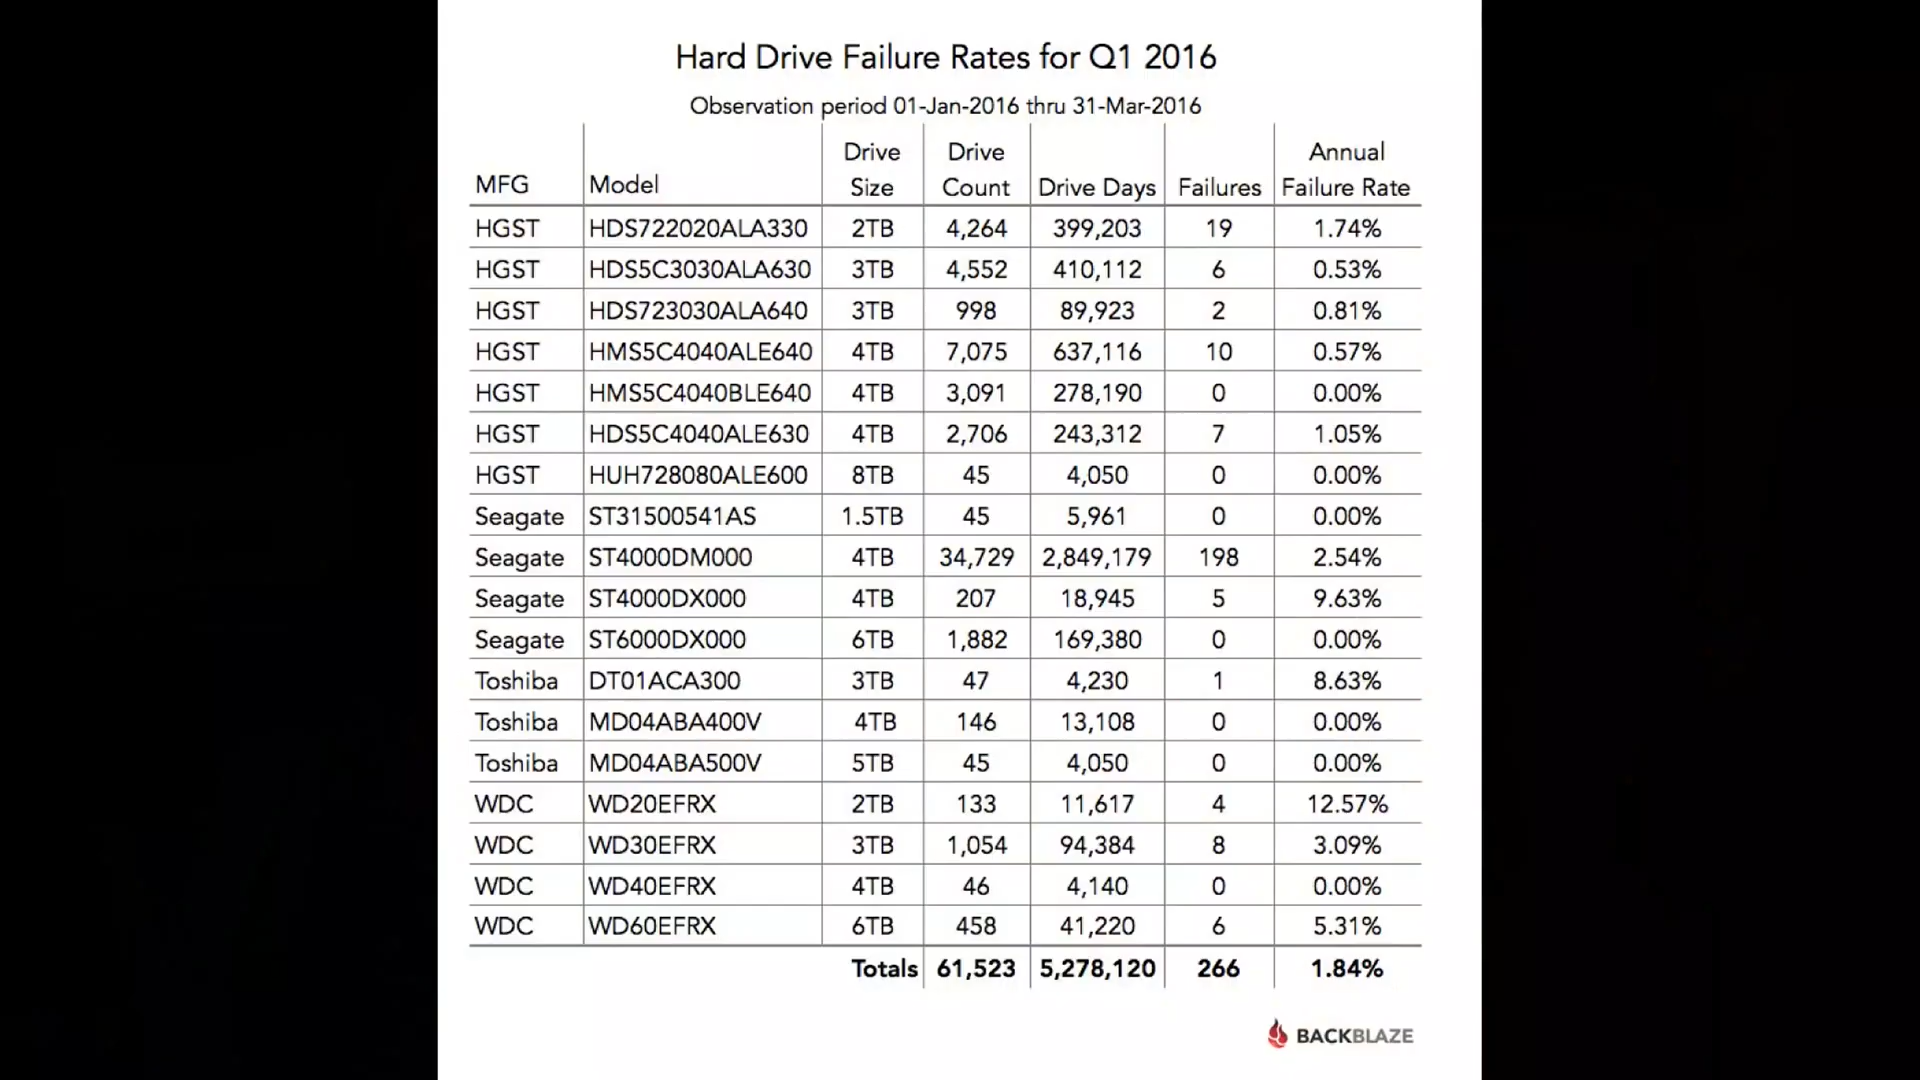 Hard Drive Failure Rates for Q1 2016
Observation period 01-Jan-2016 thru 31-Mar-2016
MFG Model Drive Size Drive Count Drive Days Failures Annual Failure Rate
HGST HDS722020ALA330 2TB 4,264 399,203 19 1.74%
HGST HDS5C3030ALA630 3TB 4,552 410,112 6 0.53%
HGST HDS723030ALA640 3TB 998 89,923 2 0.81%
HGST HMS5C4040ALE640 4TB 7,075 637,116 10 0.57%
HGST HMS5C4040BLE640 4TB 3,091 278,190 0 0.00%
HGST HDS5C4040ALE630 4TB 2,706 243,312 7 1.05%
HGST HUH728080ALE600 8TB 45 4,050 0 0.00%
Seagate ST31500541AS 1.5TB 45 5,961 0 0.00%
Seagate ST4000DM000 4TB 34,729 2,849,179 198 2.54%
Seagate ST4000DX000 4TB 207 18,945 5 9.63%
Seagate ST6000DX000 6TB 1,882 169,380 0 0.00%
Toshiba DT01ACA300 3TB 47 4,230 1 8.63%
Toshiba MD04ABA400V 4TB 146 13,108 0 0.00%
Toshiba MD04ABA500V 5TB 45 4,050 0 0.00%
WDC WD20EFRX 2TB 133 11,617 4 12.57%
WDC WD30EFRX 3TB 1,054 94,384 8 3.09%
WDC WD40EFRX 4TB 46 4,140 0 0.00%
WDC WD60EFRX 6TB 458 41,220 6 5.31%
Totals 61,523 5,278,120 266 1.84%
BACKBLAZE